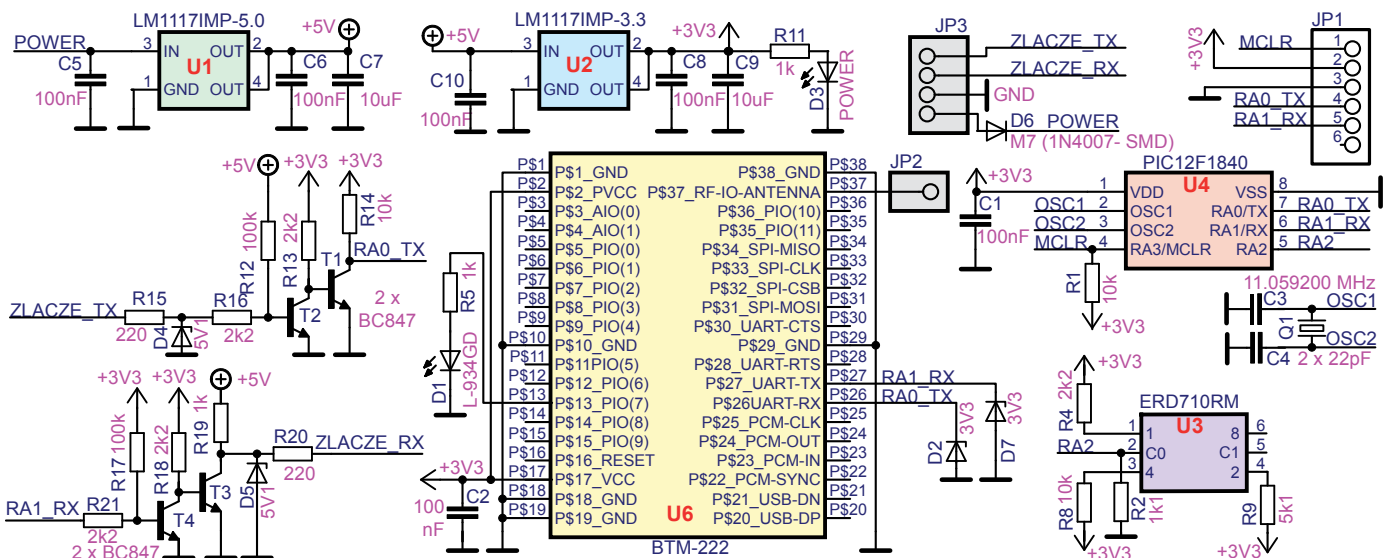 LM1117IMP-5.0
POWER
3 IN OUT 2
U1
1 GND OUT 4
+5V
C5
100nF
C6
100nF
C7
10uF
LM1117IMP-3.3
+5V
3 IN OUT 2
U2
1 GND OUT 4
C10
100nF
+3V3
C8
100nF
C9
10uF
R11
1k
D3
POWER
JP3
ZLACZE_TX
ZLACZE_RX
GND
D6 POWER
M7 (1N4007- SMD)
JP1
+3V3
MCLR 1
2
3
RA0_TX 4
RA1_RX 5
6
+5V
+3V3
+3V3
R12
100k
R13
2k2
R14
10k
T1
RA0_TX
2 x
BC847
ZLACZE_TX
R15
220
D4
5V1
R16
2k2
T2
+3V3
+3V3
+5V
R17
100k
R18
2k2
R19
1k
R20
220
ZLACZE_RX
T3
D5
5V1
RA1_RX
R21
2k2
T4
2 x BC847
R5
1k
D1
L-934GD
+3V3
C2
100
nF
P$1 P$1_GND
P$2 P$2_PVCC
P$3 P$3_AIO(0)
P$4 P$4_AIO(1)
P$5 P$5_PIO(0)
P$6 P$6_PIO(1)
P$7 P$7_PIO(2)
P$8 P$8_PIO(3)
P$9 P$9_PIO(4)
P$10 P$10_GND
P$11 P$11PIO(5)
P$12 P$12_PIO(6)
P$13 P$13_PIO(7)
P$14 P$14_PIO(8)
P$15 P$15_PIO(9)
P$16 P$16_RESET
P$17 P$17_VCC
P$18 P$18_GND
P$19 P$19_GND
P$38_GND P$38
P$37_RF-IO-ANTENNA P$37
P$36_PIO(10) P$36
P$35_PIO(11) P$35
P$34_SPI-MISO P$34
P$33_SPI-CLK P$33
P$32_SPI-CSB P$32
P$31_SPI-MOSI P$31
P$30_UART-CTS P$30
P$29_GND P$29
P$28_UART-RTS P$28
P$27_UART-TX P$27
P$26UART-RX P$26
P$25_PCM-CLK P$25
P$24_PCM-OUT P$24
P$23_PCM-IN P$23
P$22_PCM-SYNC P$22
P$21_USB-DN P$21
P$20_USB-DP P$20
U6
BTM-222
JP2
RA1_RX
RA0_TX
D2
3V3
D7
3V3
PIC12F1840
U4
+3V3
C1
100nF
1 VDD VSS 8
OSC1 2 OSC1 RA0/TX 7 RA0_TX
OSC2 3 OSC2 RA1/RX 6 RA1_RX
MCLR 4 RA3/MCLR RA2 5 RA2
R1
10k
+3V3
11.059200 MHz
C3 OSC1
Q1
OSC2
C4
2 x 22pF
+3V3
R4
2k2
ERD710RM
U3
1 1 8 6
RA2 2 C0 C1 5
3 4 2 4
R8
10k
R2
1k1
R9
5k1
+3V3
+3V3